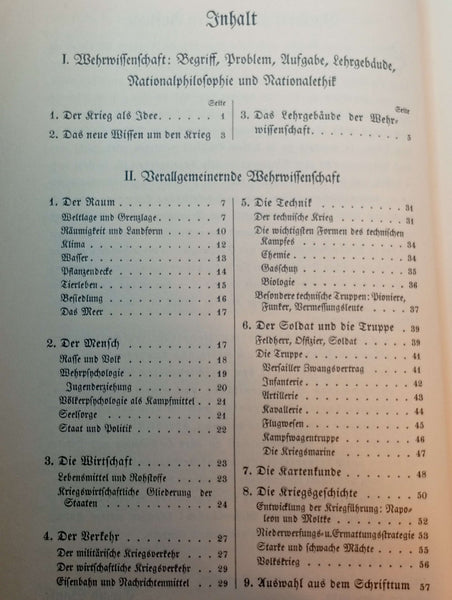 Inhalt
I. Wehrwissenschaft: Begriff, Problem, Aufgabe, Lehrgebäude,
Nationalphilosophie und Nationalethik
Seite
1. Der Krieg als Idee. . . . . . . 1
2. Das neue Wissen um den Krieg 3
Seite
3. Das Lehrgebäude der Wehr-
wissenschaft. . . . . . . . . . 5
II. Verallgemeinernde Wehrwissenschaft
1. Der Raum . . . . . . . . . . 7
Weltlage und Grenzlage . . . . . . 7
Räumigkeit und Landform . . . . . 10
Klima . . . . . . . . . . . . . 12
Wasser . . . . . . . . . . . . . 13
Pflanzendecke . . . . . . . . . . 14
Tierleben . . . . . . . . . . . . 15
Besiedlung . . . . . . . . . . . 16
Das Meer . . . . . . . . . . . . 17
2. Der Mensch . . . . . . . . . 17
Rasse und Volk . . . . . . . . . 18
Wehrpsychologie . . . . . . . . . 19
Jugenderziehung . . . . . . . . 20
Völkerpsychologie als Kampfmittel . . 21
Seelsorge . . . . . . . . . . . . 21
Staat und Politik . . . . . . . . . 22
3. Die Wirtschaft . . . . . . . . 23
Lebensmittel und Rohstoffe . . . . 23
Kriegswirtschaftliche Gliederung der
Staaten . . . . . . . . . . . . 24
4. Der Verkehr . . . . . . . . . 27
Der militärische Kriegsverkehr . . . 27
Der wirtschaftliche Kriegsverkehr . . 29
Eisenbahn und Nachrichtenmittel . . 29
5. Die Technik . . . . . . . . . 31
Der technische Krieg . . . . . . . 31
Die wichtigsten Formen des technischen
Kampfes . . . . . . . . . . . 34
Chemie . . . . . . . . . . . . 34
Gasschutz . . . . . . . . . . . 35
Biologie . . . . . . . . . . . . 36
Besondere technische Truppen: Pioniere,
Funker, Vermessungsleute . . . . 37
6. Der Soldat und die Truppe . . 39
Feldherr, Offizier, Soldat . . . . . 39
Die Truppe . . . . . . . . . . . 41
Versailler Zwangsvertrag . . . . 41
Infanterie . . . . . . . . . . . 42
Artillerie . . . . . . . . . . . 43
Kavallerie . . . . . . . . . . . 44
Flugwesen . . . . . . . . . . . 45
Kampfwagentruppe . . . . . . . 46
Die Kriegsmarine . . . . . . . 47
7. Die Kartenkunde . . . . . . . 48
8. Die Kriegsgeschichte . . . . . 50
Entwicklung der Kriegführung: Napo-
leon und Moltke . . . . . . . . 52
Niederwerfungs- u. Ermattungsstrategie 53
Starke und schwache Mächte . . . . 55
Volkskrieg . . . . . . . . . . . . 56
9. Auswahl aus dem Schrifttum . . 57